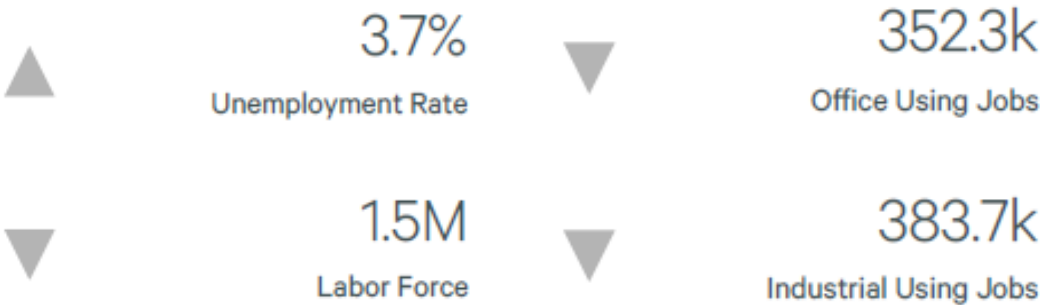 3.7%
Unemployment Rate
352.3k
Office Using Jobs
1.5M
Labor Force
383.7k
Industrial Using Jobs